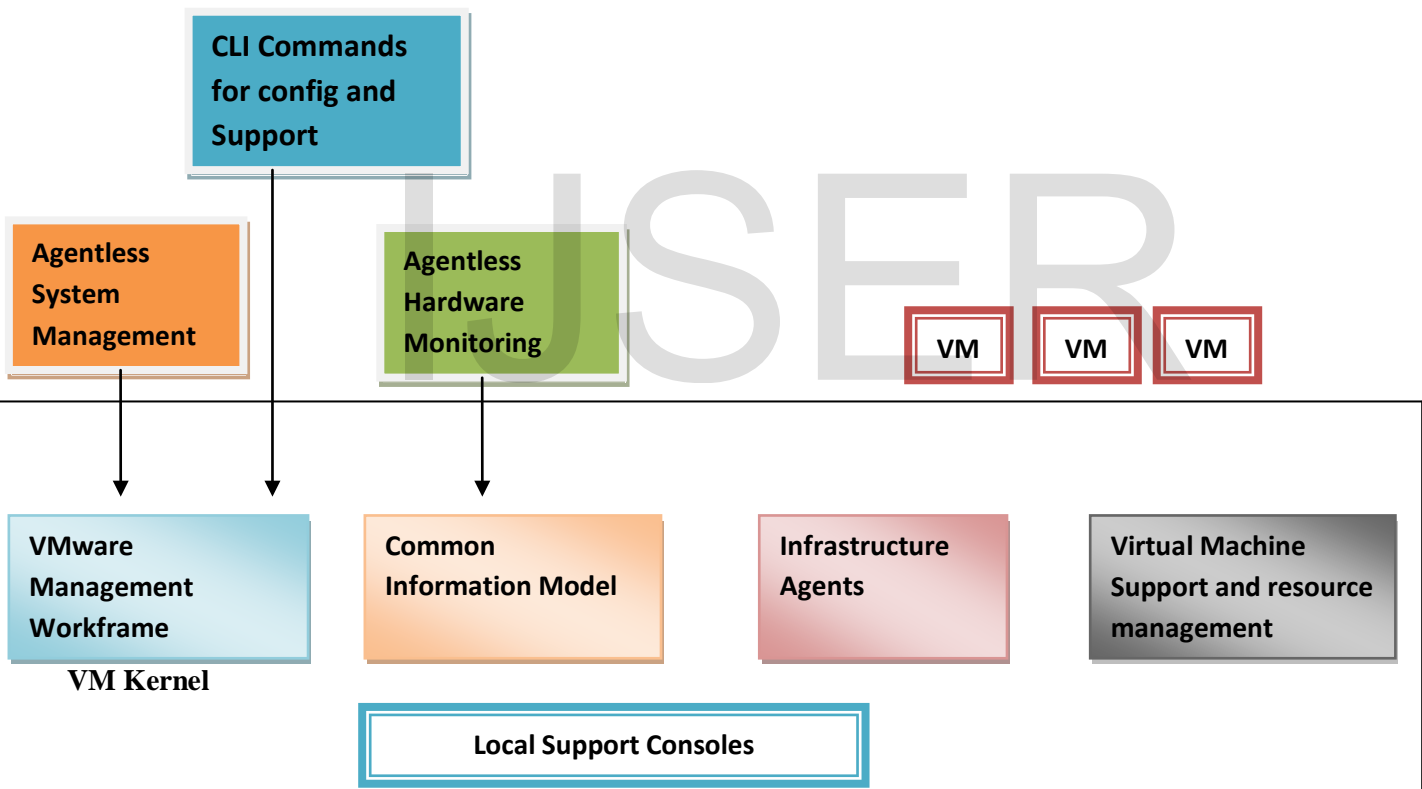 CLI Commands
for config and
Support
IJSER
Agentless
System
Management
Agentless
Hardware
Monitoring
VM
VM
VM
VMware
Management
Workframe
Common
Information Model
Infrastructure
Agents
Virtual Machine
Support and resource
management
VM Kernel
Local Support Consoles